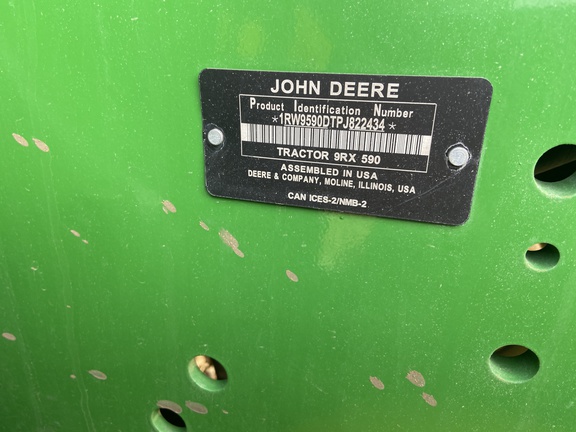 JOHN DEERE
Product Identification Number
*1RW9590DTPJ822434*
TRACTOR 9RX 590
ASSEMBLED IN USA
DEERE & COMPANY, MOLINE, ILLINOIS, USA
CAN ICES-2/NMB-2